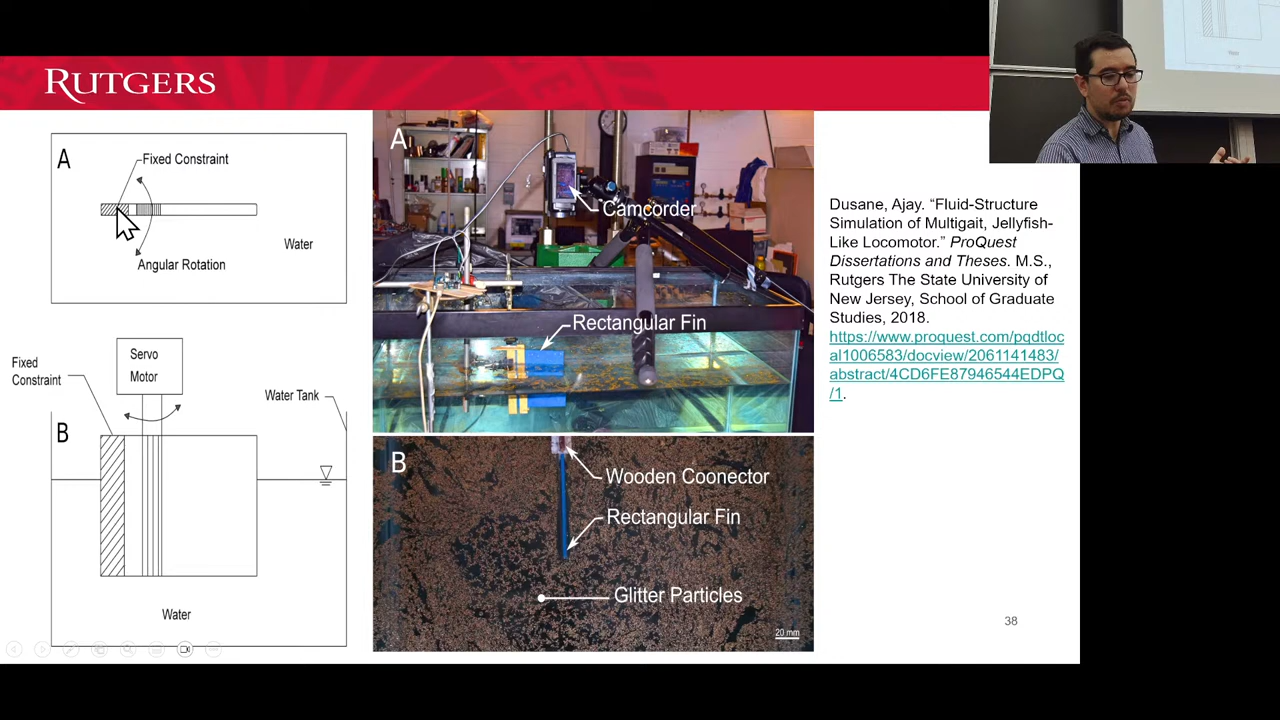 RUTGERS
A
Fixed Constraint
Water
Angular Rotation
Servo
Motor
Fixed
Constraint
Water Tank
B
Water
A
Camcorder
Rectangular Fin
B
Wooden Coonector
Rectangular Fin
Glitter Particles
20 mm
Dusane, Ajay. “Fluid-Structure
Simulation of Multigait, Jellyfish-
Like Locomotor.” ProQuest
Dissertations and Theses. M.S.,
Rutgers The State University of
New Jersey, School of Graduate
Studies, 2018.
https://www.proquest.com/pqdtloc
al1006583/docview/2061141483/
abstract/4CD6FE87946544EDPQ
/1.
38